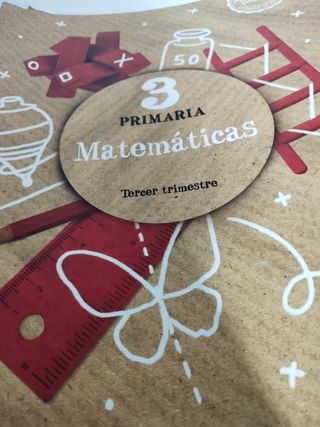 50
3
PRIMARIA
Matemáticas
Tercer trimestre